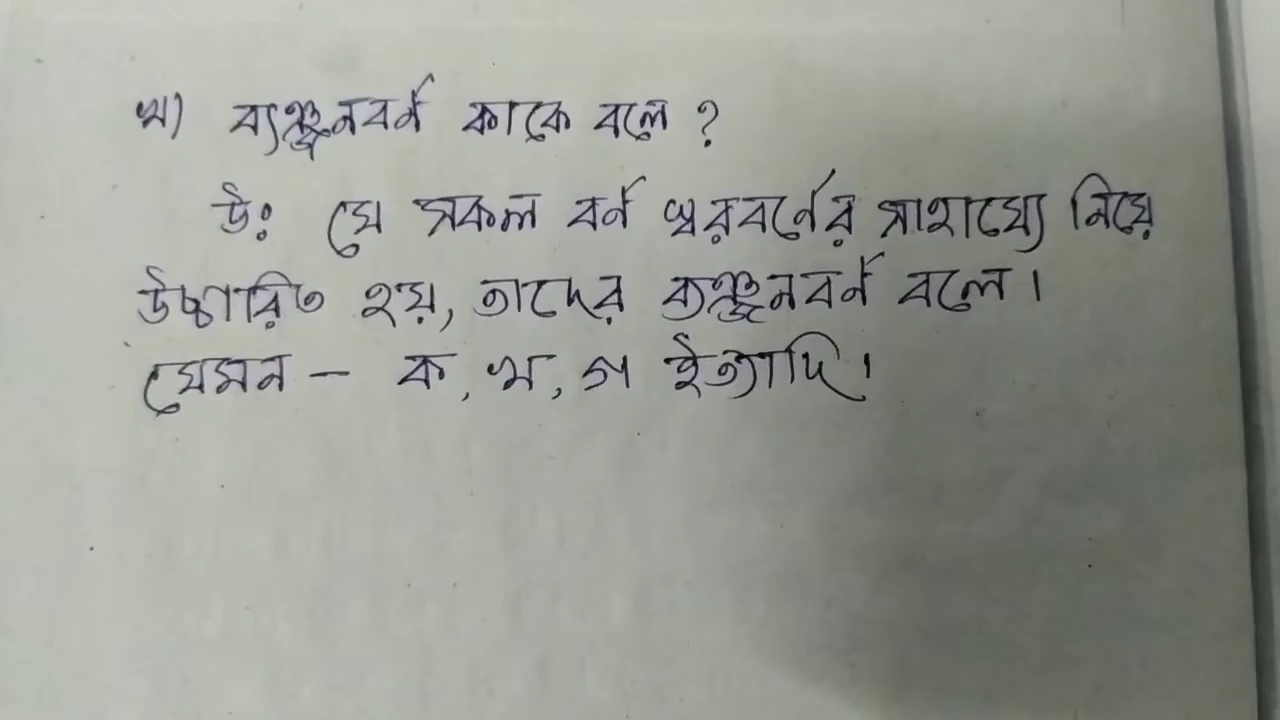 খ) ব্যঞ্জনবর্ন কাকে বলে ?
উঃ যে সকল বর্ন স্বরবর্নের সাহায্যে নিয়ে
উচ্চারিত হয়, তাদের ব্যঞ্জনবর্ন বলে।
যেমন - ক, খ, গ ইত্যাদি।